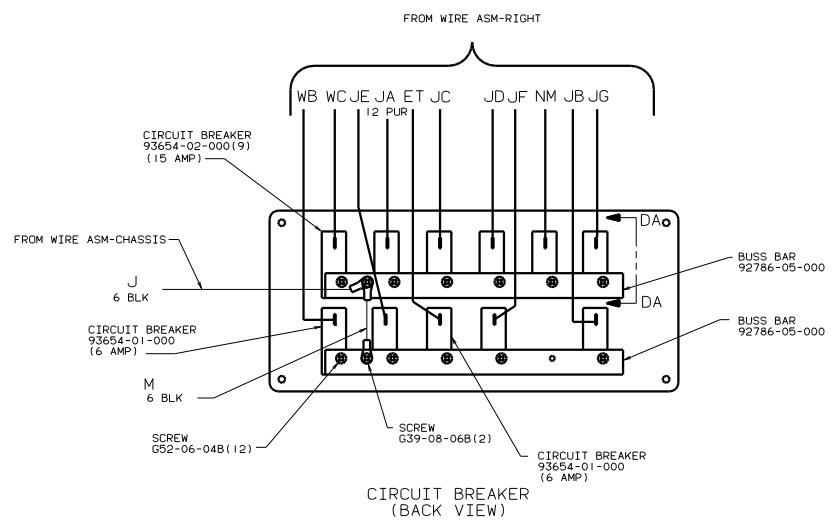 FROM WIRE ASM-RIGHT
WB WC JE JA ET JC JD JF NM JB JG
12 PUR
CIRCUIT BREAKER
93654-02-000(9)
(15 AMP)
DA
FROM WIRE ASM-CHASSIS
BUSS BAR
92786-05-000
J
6 BLK
DA
CIRCUIT BREAKER
93654-01-000
(6 AMP)
BUSS BAR
92786-05-000
M
6 BLK
SCREW
G52-06-04B(12)
SCREW
G39-08-06B(2)
CIRCUIT BREAKER
93654-01-000
(6 AMP)
CIRCUIT BREAKER
(BACK VIEW)